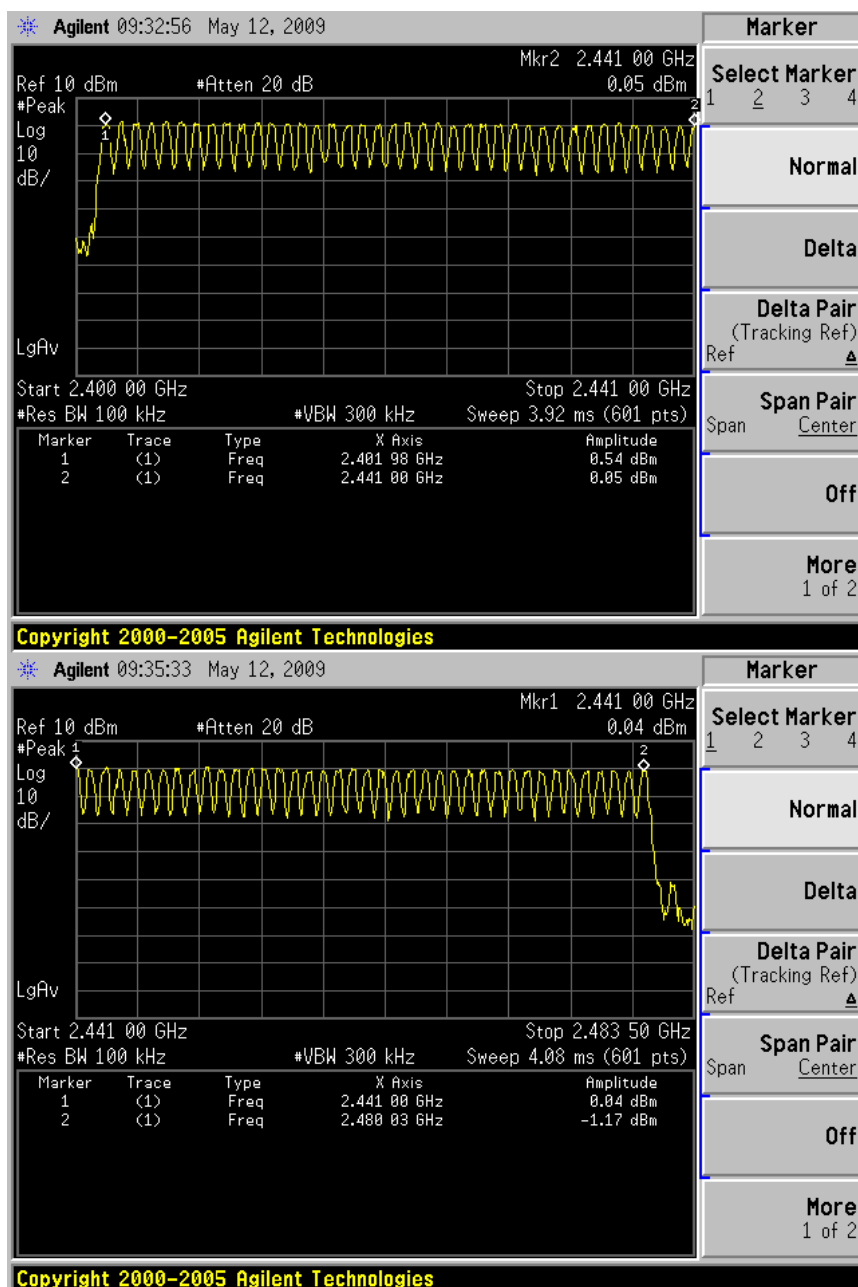 Agilent 09:32:56 May 12, 2009
Marker
Mkr2 2.441 00 GHz
Ref 10 dBm #Atten 20 dB 0.05 dBm
#Peak
Log
10
dB/
1
2
LgAv
Start 2.400 00 GHz Stop 2.441 00 GHz
#Res BW 100 kHz #VBW 300 kHz Sweep 3.92 ms (601 pts)
Marker Trace Type X Axis Amplitude
1 (1) Freq 2.401 98 GHz 0.54 dBm
2 (1) Freq 2.441 00 GHz 0.05 dBm
Select Marker
1 2 3 4
Normal
Delta
Delta Pair
(Tracking Ref)
Ref Δ
Span Pair
Span Center
Off
More
1 of 2
Copyright 2000-2005 Agilent Technologies
Agilent 09:35:33 May 12, 2009
Marker
Mkr1 2.441 00 GHz
Ref 10 dBm #Atten 20 dB 0.04 dBm
#Peak
Log
10
dB/
1
2
LgAv
Start 2.441 00 GHz Stop 2.483 50 GHz
#Res BW 100 kHz #VBW 300 kHz Sweep 4.08 ms (601 pts)
Marker Trace Type X Axis Amplitude
1 (1) Freq 2.441 00 GHz 0.04 dBm
2 (1) Freq 2.480 03 GHz -1.17 dBm
Select Marker
1 2 3 4
Normal
Delta
Delta Pair
(Tracking Ref)
Ref Δ
Span Pair
Span Center
Off
More
1 of 2
Copyright 2000-2005 Agilent Technologies